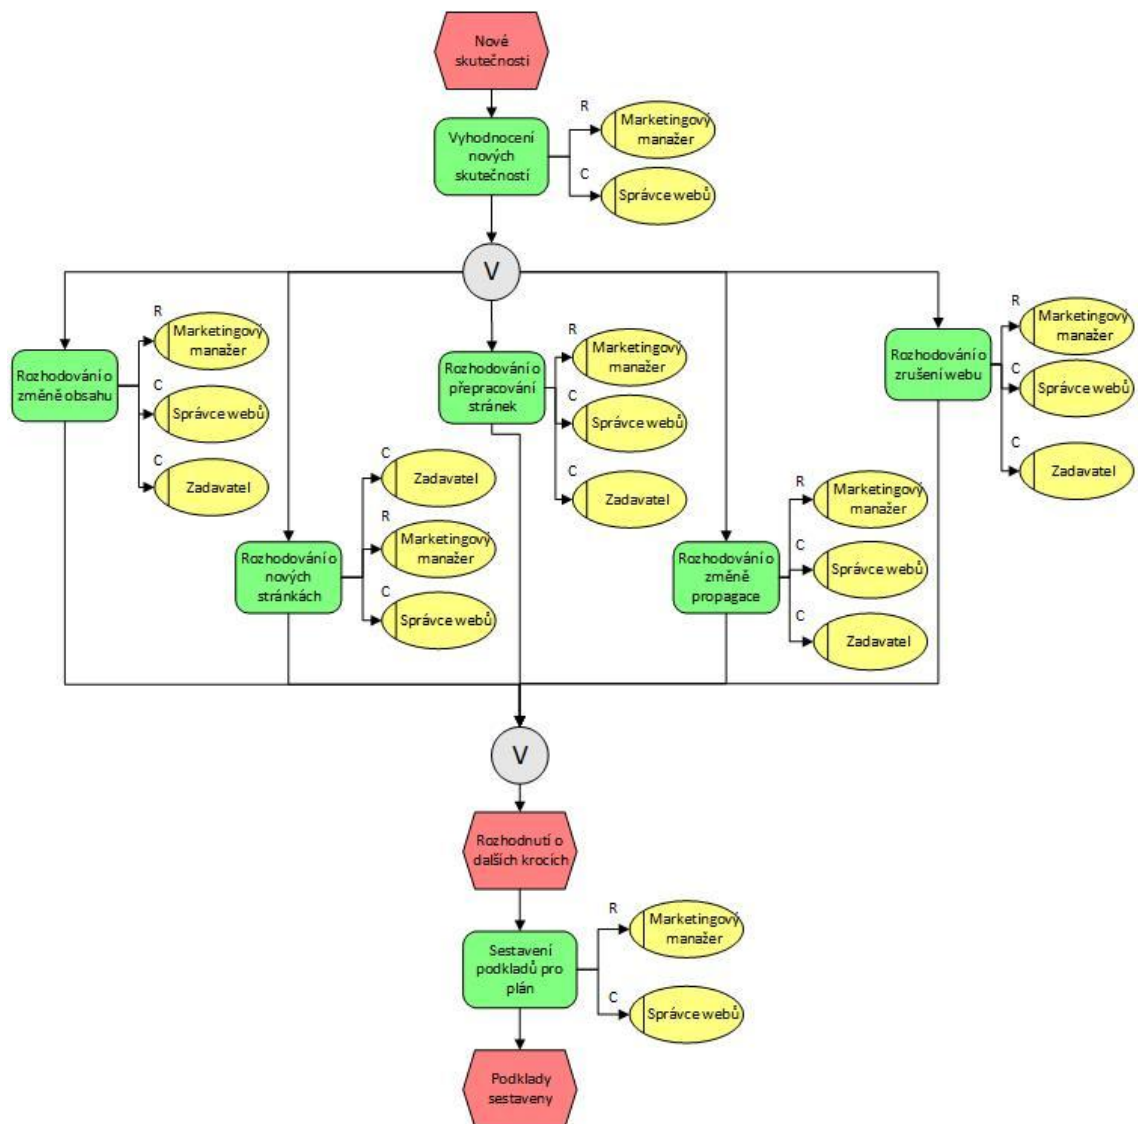 Nové
skutečnosti
Vyhodnocení
nových
skutečností
R
Marketingový
manažer
C
Správce webů
V
Rozhodování o
změně obsahu
R
Marketingový
manažer
C
Správce webů
C
Zadavatel
Rozhodování o
nových
stránkách
C
Zadavatel
R
Marketingový
manažer
C
Správce webů
Rozhodování o
přepracování
stránek
R
Marketingový
manažer
C
Správce webů
C
Zadavatel
Rozhodování o
změně
propagace
R
Marketingový
manažer
C
Správce webů
C
Zadavatel
Rozhodování o
zrušení webu
R
Marketingový
manažer
C
Správce webů
C
Zadavatel
V
Rozhodnutí o
dalších krocích
Sestavení
podkladů pro
plán
R
Marketingový
manažer
C
Správce webů
Podklady
sestaveny